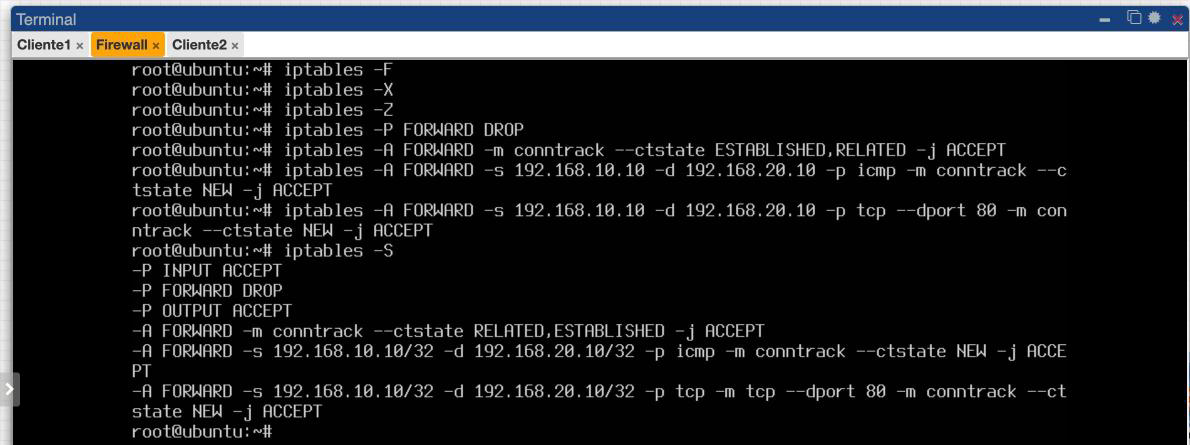 Terminal
Cliente1 × Firewall × Cliente2 ×
root@ubuntu:~# iptables -F
root@ubuntu:~# iptables -X
root@ubuntu:~# iptables -Z
root@ubuntu:~# iptables -P FORWARD DROP
root@ubuntu:~# iptables -A FORWARD -m conntrack --ctstate ESTABLISHED,RELATED -j ACCEPT
root@ubuntu:~# iptables -A FORWARD -s 192.168.10.10 -d 192.168.20.10 -p icmp -m conntrack --c
tstate NEW -j ACCEPT
root@ubuntu:~# iptables -A FORWARD -s 192.168.10.10 -d 192.168.20.10 -p tcp --dport 80 -m con
ntrack --ctstate NEW -j ACCEPT
root@ubuntu:~# iptables -S
-P INPUT ACCEPT
-P FORWARD DROP
-P OUTPUT ACCEPT
-A FORWARD -m conntrack --ctstate RELATED,ESTABLISHED -j ACCEPT
-A FORWARD -s 192.168.10.10/32 -d 192.168.20.10/32 -p icmp -m conntrack --ctstate NEW -j ACCE
PT
-A FORWARD -s 192.168.10.10/32 -d 192.168.20.10/32 -p tcp -m tcp --dport 80 -m conntrack --ct
state NEW -j ACCEPT
root@ubuntu:~#